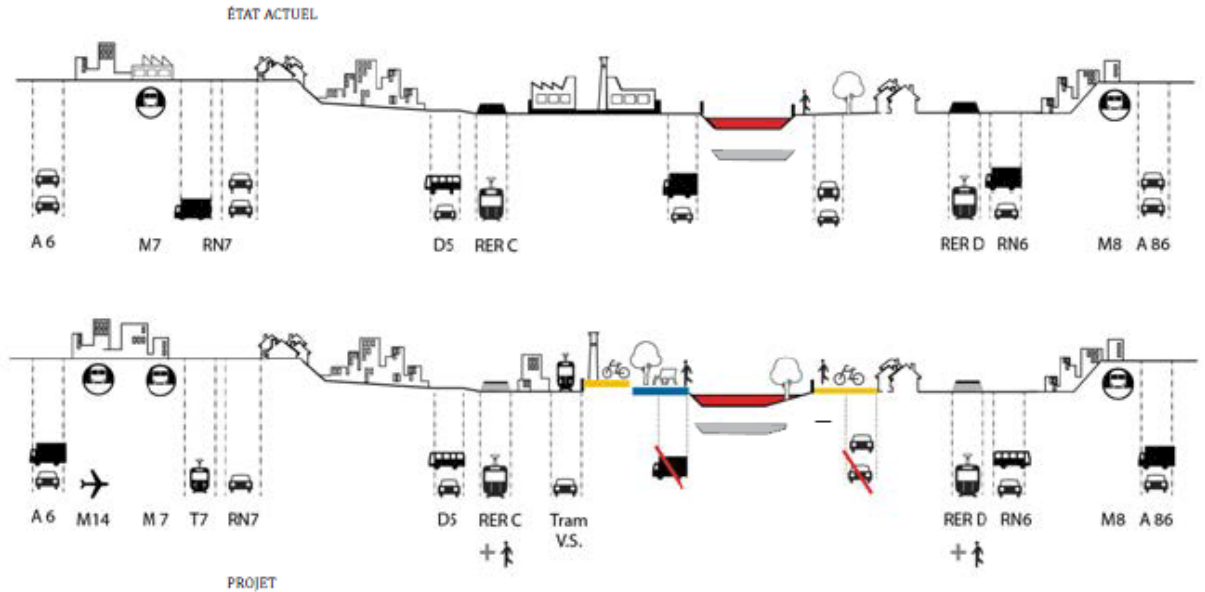 ÉTAT ACTUEL
A 6 M7 RN7 D5 RER C RER D RN6 M8 A 86
A 6 M14 M 7 T7 RN7 D5 RER C Tram RER D RN6 M8 A 86
V.S.
+ +
PROJET